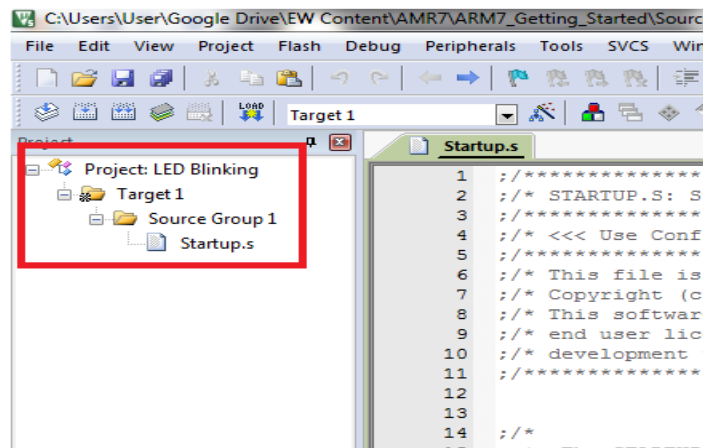 C:\Users\User\Google Drive\EW Content\AMR7\ARM7_Getting_Started\Sourc
File Edit View Project Flash Debug Peripherals Tools SVCS Win
LOAD Target 1
Project
Startup.s
Project: LED Blinking
Target 1
Source Group 1
Startup.s
1 ;/**************
2 ;/* STARTUP.S: S
3 ;/**************
4 ;/* <<< Use Conf
5 ;/**************
6 ;/* This file is
7 ;/* Copyright (c
8 ;/* This softwar
9 ;/* end user lic
10 ;/* development
11 ;/**************
12
13
14 ;/*